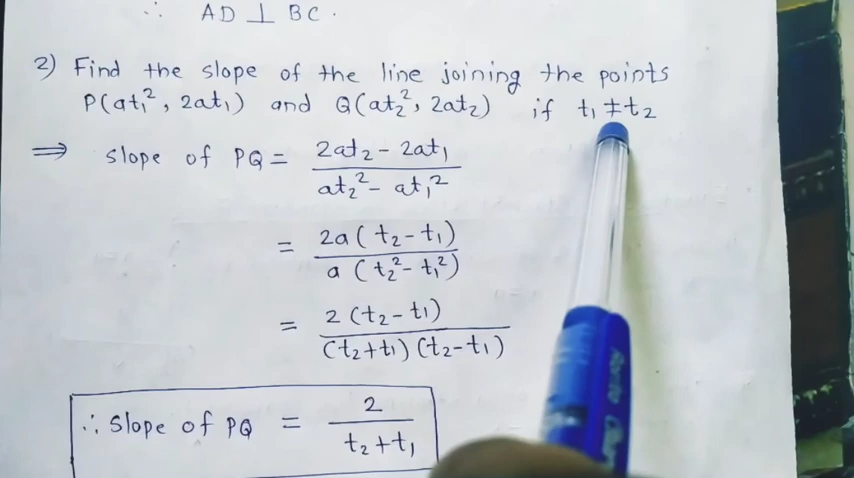 ∴ AD ⊥ BC.
2) Find the slope of the line joining the points
P(at₁², 2at₁) and Q(at₂², 2at₂) if t₁ ≠ t₂
⇒ slope of PQ = (2at₂ - 2at₁) / (at₂² - at₁²)
= 2a(t₂ - t₁) / a(t₂² - t₁²)
= 2(t₂ - t₁) / (t₂+t₁)(t₂-t₁)
∴ slope of PQ = 2 / (t₂+t₁)